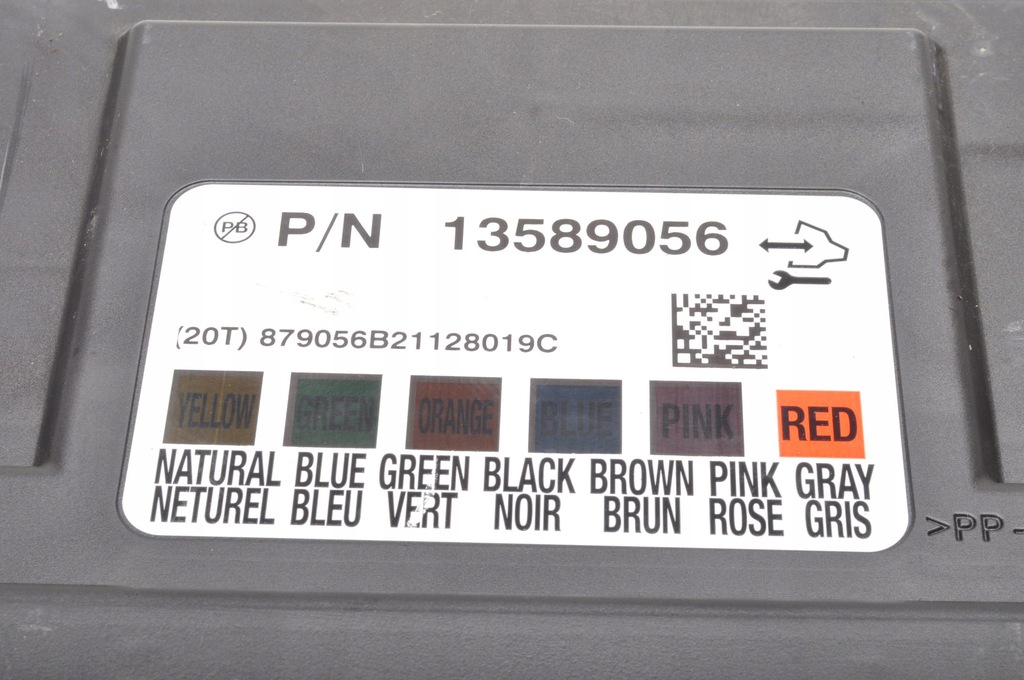 PB P/N 13589056
(20T) 879056B21128019C
YELLOW GREEN ORANGE BLUE PINK RED
NATURAL BLUE GREEN BLACK BROWN PINK GRAY
NETUREL BLEU VERT NOIR BRUN ROSE GRIS
>PP-